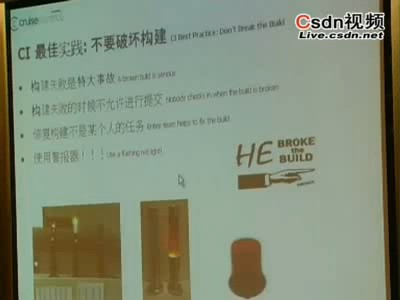 cruisecontrol
Csdn视频
Live.csdn.net
CI 最佳实践: 不要破坏构建 CI Best Practice: Don't Break the Build
• 构建失败是特大事故 A broken build is serious
• 构建失败的时候不允许进行提交 Nobody checks in when the build is broken
• 修复构建不是某个人的任务 Entire team helps to fix the build
• 使用警报器！！！(use a flashing red light)
HE BROKE
the
BUILD